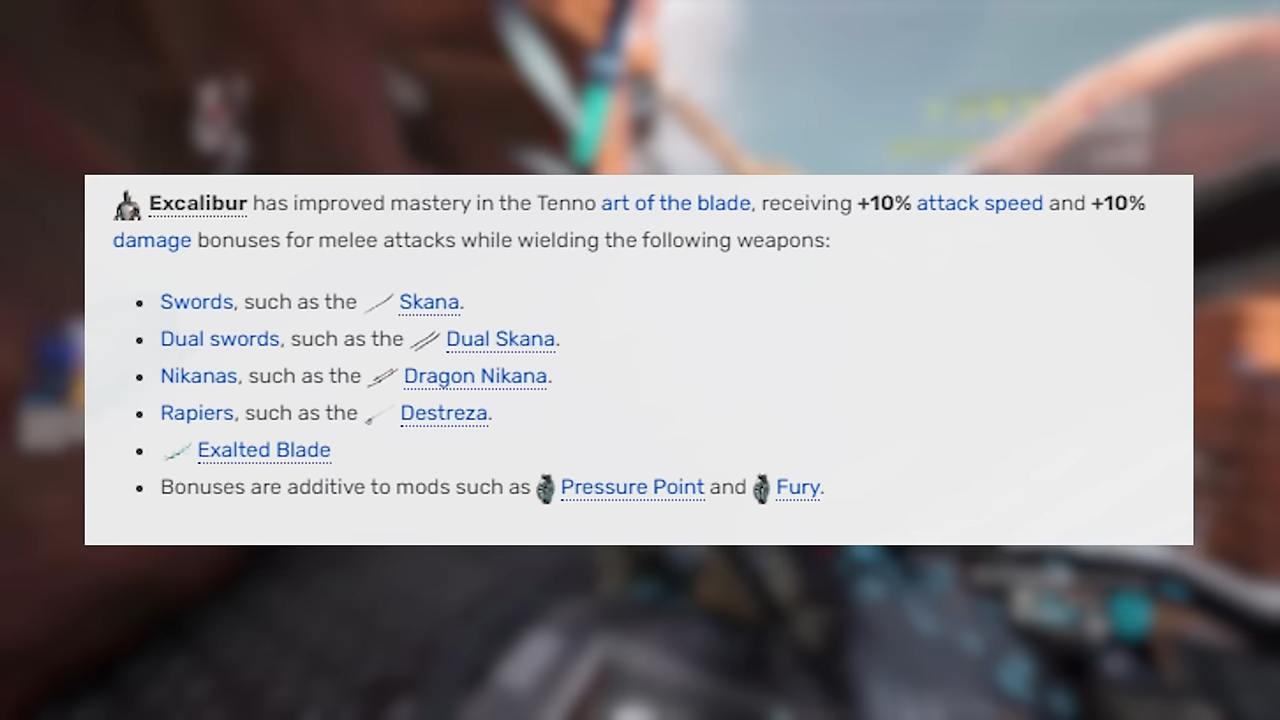 Excalibur has improved mastery in the Tenno art of the blade, receiving +10% attack speed and +10%
damage bonuses for melee attacks while wielding the following weapons:
• Swords, such as the Skana.
• Dual swords, such as the Dual Skana.
• Nikanas, such as the Dragon Nikana.
• Rapiers, such as the Destreza.
• Exalted Blade
• Bonuses are additive to mods such as Pressure Point and Fury.